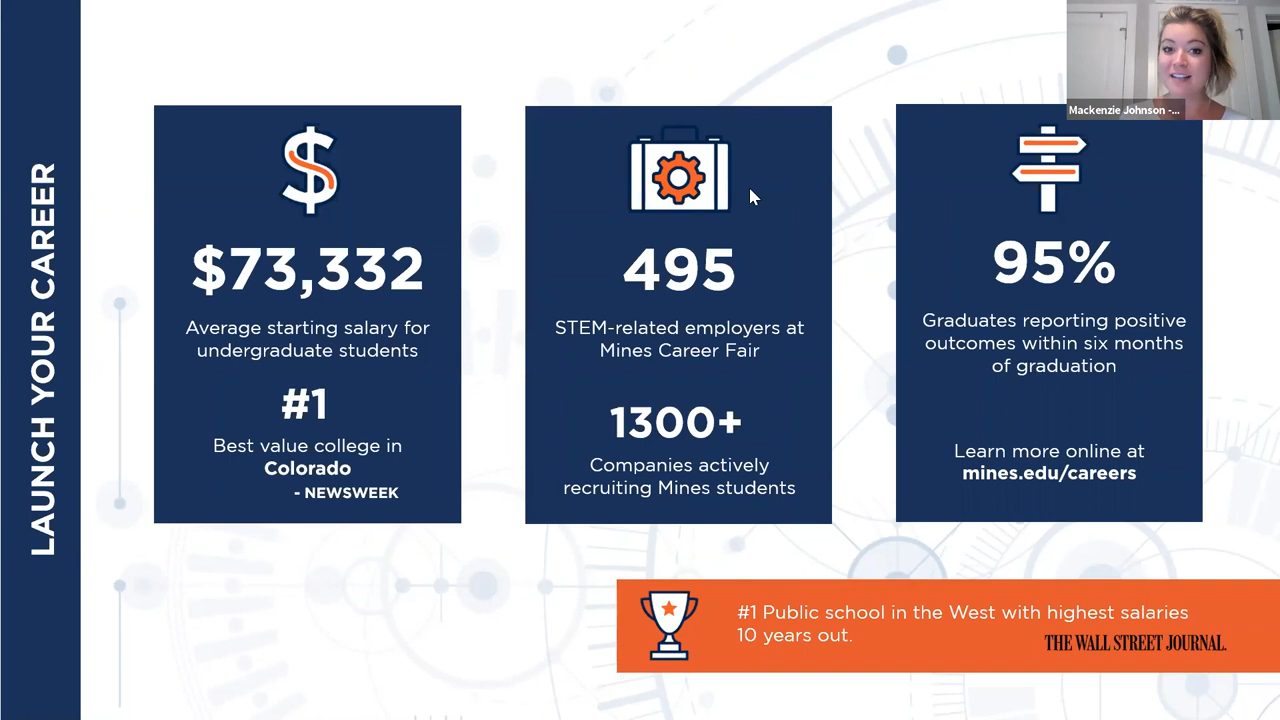 LAUNCH YOUR CAREER
$73,332
Average starting salary for
undergraduate students
#1
Best value college in
Colorado
- NEWSWEEK
495
STEM-related employers at
Mines Career Fair
1300+
Companies actively
recruiting Mines students
95%
Graduates reporting positive
outcomes within six months
of graduation
Learn more online at
mines.edu/careers
Mackenzie Johnson -...
#1 Public school in the West with highest salaries
10 years out.
THE WALL STREET JOURNAL.